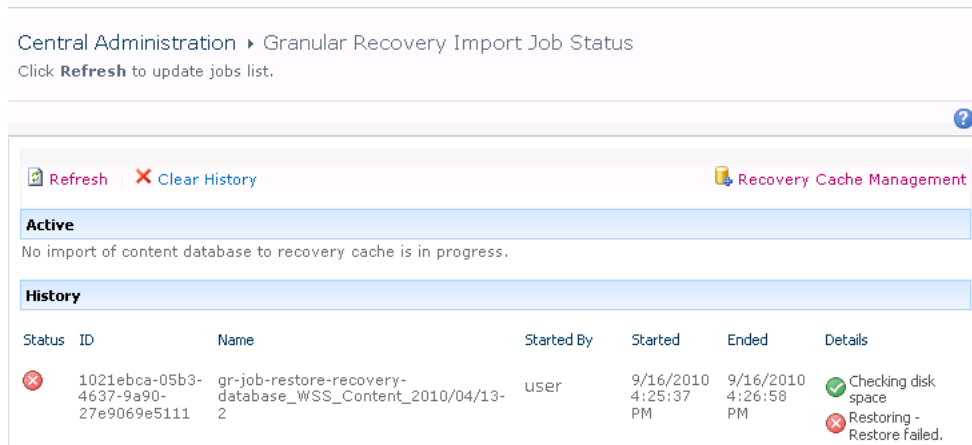 Central Administration ▸ Granular Recovery Import Job Status
Click Refresh to update jobs list.
?
Refresh Clear History Recovery Cache Management
Active
No import of content database to recovery cache is in progress.
History
Status ID Name Started By Started Ended Details
1021ebca-05b3-
4637-9a90-
27e9069e5111
gr-job-restore-recovery-
database_WSS_Content_2010/04/13-
2
user
9/16/2010
4:25:37
PM
9/16/2010
4:26:58
PM
Checking disk
space
Restoring -
Restore failed.